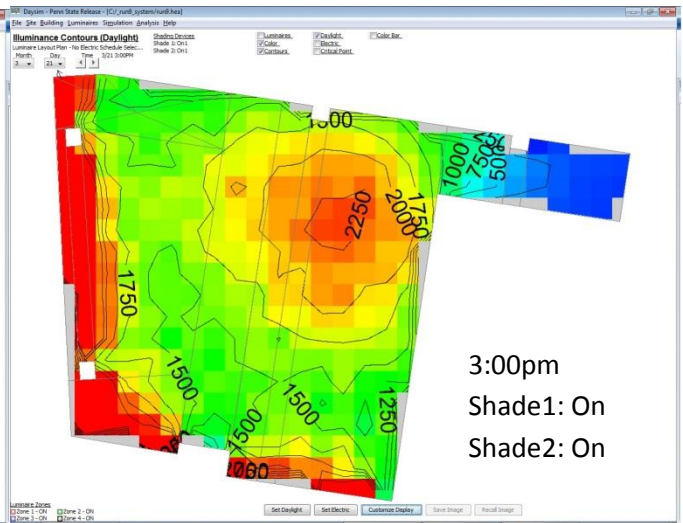 Daysim - Penn State Release - [C:/_run9_system/run9.hea]
File Site Building Luminaires Simulation Analysis Help
Illuminance Contours (Daylight)
Luminaire Layout Plan - No Electric Schedule Selec...
Month Day Time 3/21 3:00PM
3 21
Shading Devices
Shade 1: On1
Shade 2: On1
Luminaires Daylight Color Bar
Color Electric
Contours Critical Point
1000 750 500
2250 2000 1750
1750
1500
1500
1500
1500
1250
2000
3:00pm
Shade1: On
Shade2: On
Luminaire Zones
Zone 1 - ON Zone 2 - ON
Zone 3 - ON Zone 4 - ON
Set Daylight Set Electric Customize Display Save Image Recall Image